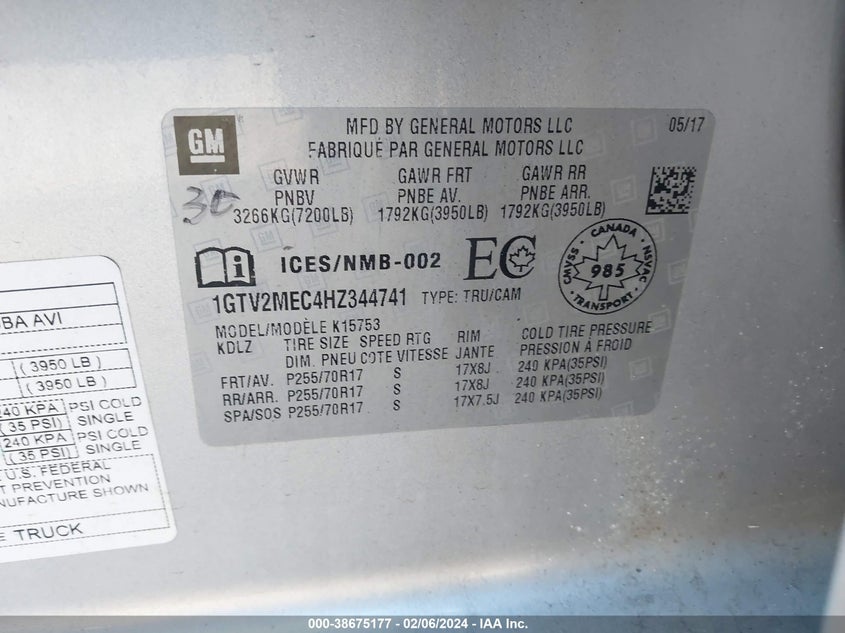 GM
MFD BY GENERAL MOTORS LLC 05/17
FABRIQUÉ PAR GENERAL MOTORS LLC
GVWR GAWR FRT GAWR RR
PNBV PNBE AV. PNBE ARR.
3266KG(7200LB) 1792KG(3950LB) 1792KG(3950LB)
30
i ICES/NMB-002 EC
CANADA
CMVSS 985 NSVAC
TRANSPORT
1GTV2MEC4HZ344741 TYPE: TRU/CAM
MODEL/MODÈLE K15753
KDLZ TIRE SIZE SPEED RTG RIM COLD TIRE PRESSURE
DIM. PNEU COTE VITESSE JANTE PRESSION À FROID
FRT/AV. P255/70R17 S 17X8J 240 KPA(35PSI)
RR/ARR. P255/70R17 S 17X8J 240 KPA(35PSI)
SPA/SOS P255/70R17 S 17X7.5J 240 KPA(35PSI)
BA AVI
(3950 LB)
(3950 LB)
240 KPA PSI COLD
(35 PSI) SINGLE
240 KPA PSI COLD
(35 PSI) SINGLE
U.S. FEDERAL
T PREVENTION
NUFACTURE SHOWN
E TRUCK
000-38675177 - 02/06/2024 - IAA Inc.